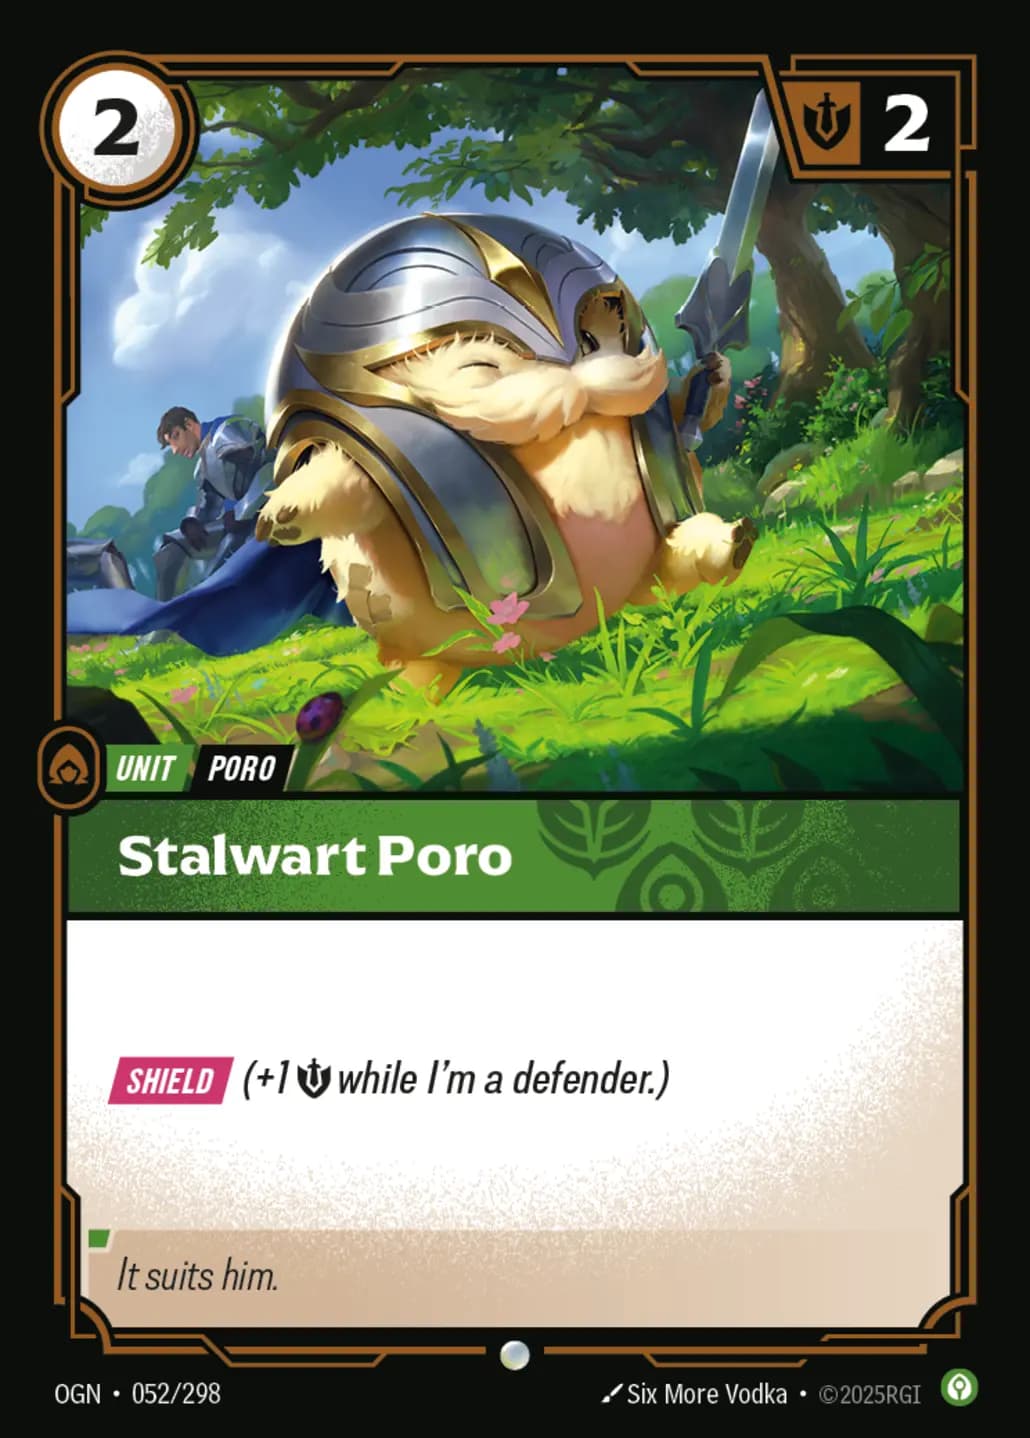 2
2
UNIT PORO
Stalwart Poro
SHIELD (+1 while I'm a defender.)
It suits him.
OGN • 052/298 Six More Vodka • ©2025RGI